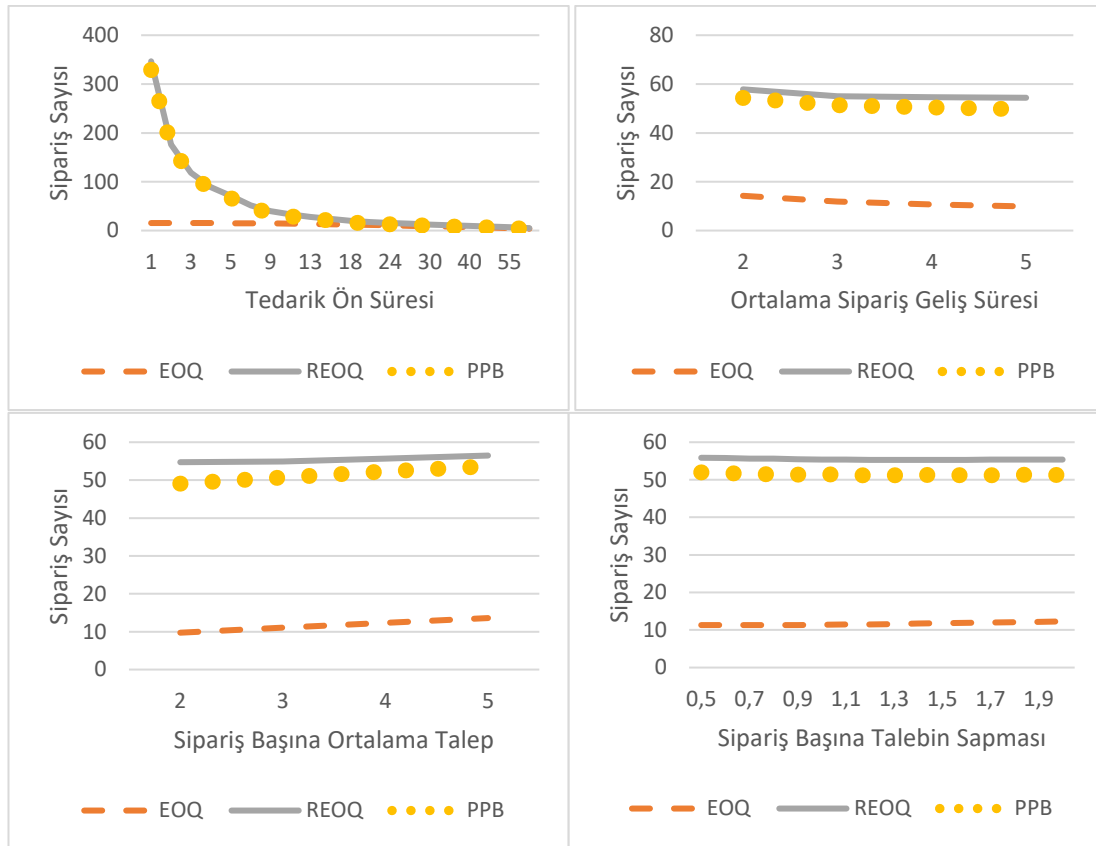 Sipariş Sayısı
400
300
200
100
0
1 3 5 9 13 18 24 30 40 55
Tedarik Ön Süresi
EOQ REOQ PPB
Sipariş Sayısı
80
60
40
20
0
2 3 4 5
Ortalama Sipariş Geliş Süresi
EOQ REOQ PPB
Sipariş Sayısı
60
50
40
30
20
10
0
2 3 4 5
Sipariş Başına Ortalama Talep
EOQ REOQ PPB
Sipariş Sayısı
60
50
40
30
20
10
0
0,5 0,7 0,9 1,1 1,3 1,5 1,7 1,9
Sipariş Başına Talebin Sapması
EOQ REOQ PPB